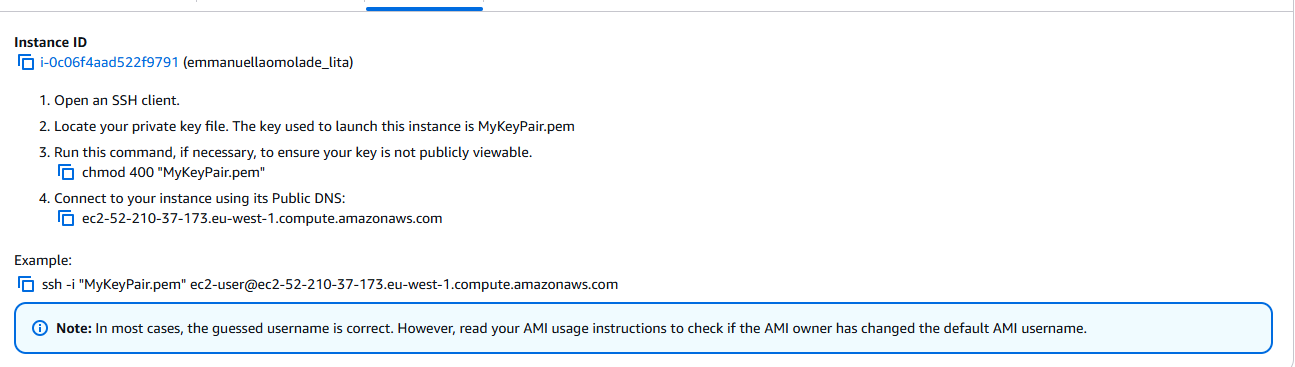 Instance ID
i-0c06f4aad522f9791 (emmanuellaomolade_lita)
1. Open an SSH client.
2. Locate your private key file. The key used to launch this instance is MyKeyPair.pem
3. Run this command, if necessary, to ensure your key is not publicly viewable.
chmod 400 "MyKeyPair.pem"
4. Connect to your instance using its Public DNS:
ec2-52-210-37-173.eu-west-1.compute.amazonaws.com
Example:
ssh -i "MyKeyPair.pem" ec2-user@ec2-52-210-37-173.eu-west-1.compute.amazonaws.com
Note: In most cases, the guessed username is correct. However, read your AMI usage instructions to check if the AMI owner has changed the default AMI username.